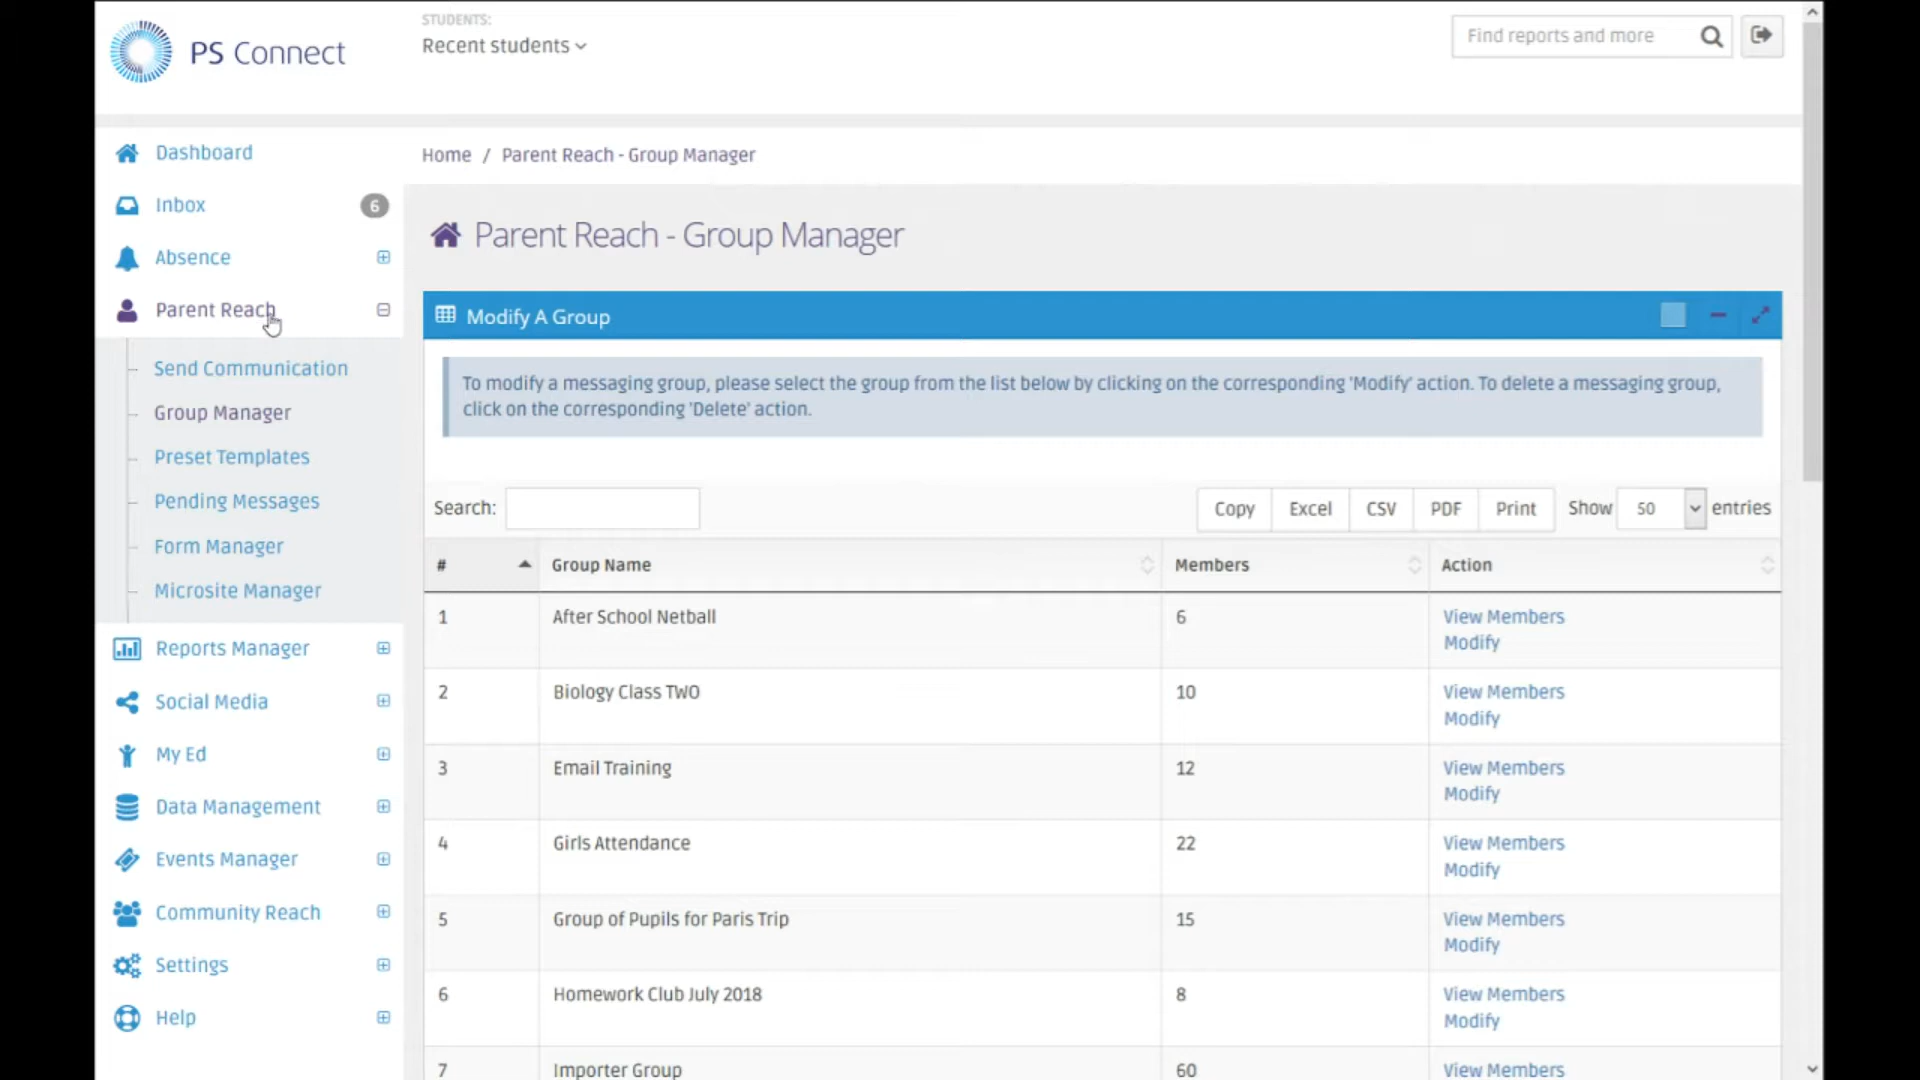 PS Connect
STUDENTS:
Recent students
Find reports and more
Dashboard
Inbox
6
Absence
Parent Reach
Send Communication
Group Manager
Preset Templates
Pending Messages
Form Manager
Microsite Manager
Reports Manager
Social Media
My Ed
Data Management
Events Manager
Community Reach
Settings
Help
Home / Parent Reach - Group Manager
Parent Reach - Group Manager
Modify A Group
To modify a messaging group, please select the group from the list below by clicking on the corresponding 'Modify' action. To delete a messaging group,
click on the corresponding 'Delete' action.
Search:
Copy Excel CSV PDF Print Show 50 entries
# Group Name Members Action
1 After School Netball 6 View Members
Modify
2 Biology Class TWO 10 View Members
Modify
3 Email Training 12 View Members
Modify
4 Girls Attendance 22 View Members
Modify
5 Group of Pupils for Paris Trip 15 View Members
Modify
6 Homework Club July 2018 8 View Members
Modify
7 Importer Group 60 View Members